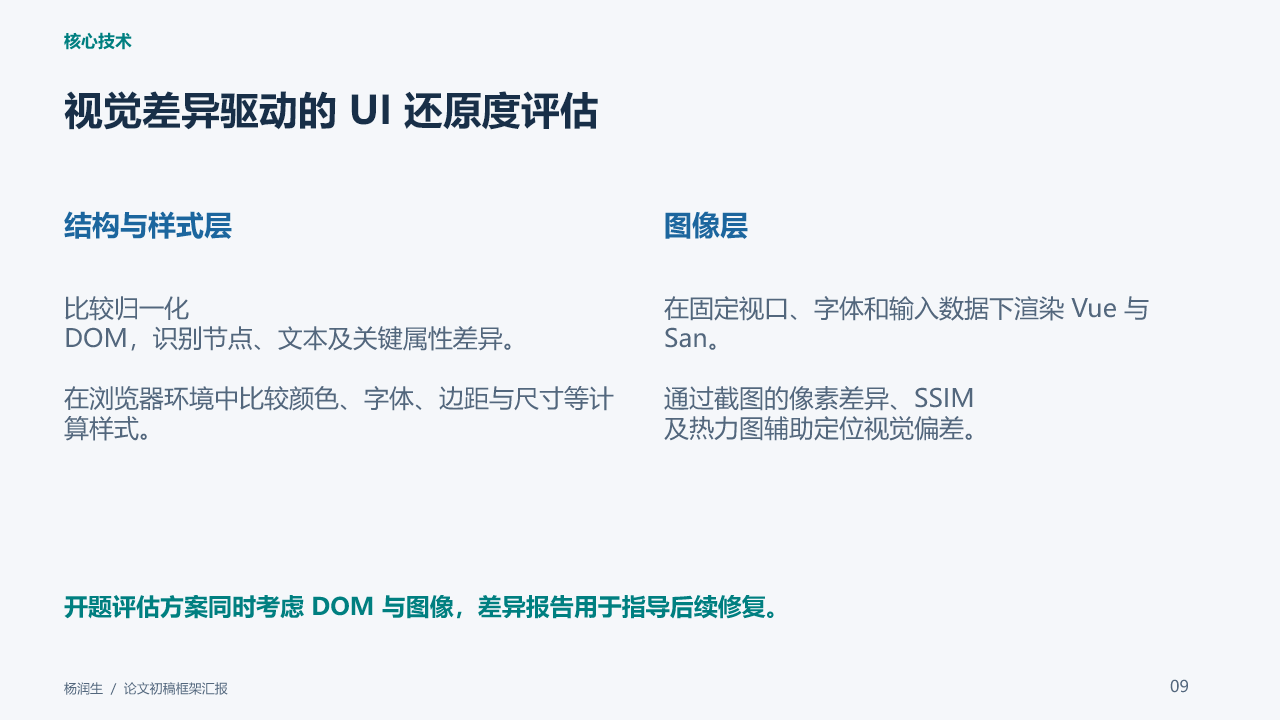 核心技术
视觉差异驱动的 UI 还原度评估
结构与样式层
比较归一化
DOM，识别节点、文本及关键属性差异。
在浏览器环境中比较颜色、字体、边距与尺寸等计
算样式。
图像层
在固定视口、字体和输入数据下渲染 Vue 与
San。
通过截图的像素差异、SSIM
及热力图辅助定位视觉偏差。
开题评估方案同时考虑 DOM 与图像，差异报告用于指导后续修复。
杨润生 / 论文初稿框架汇报
09